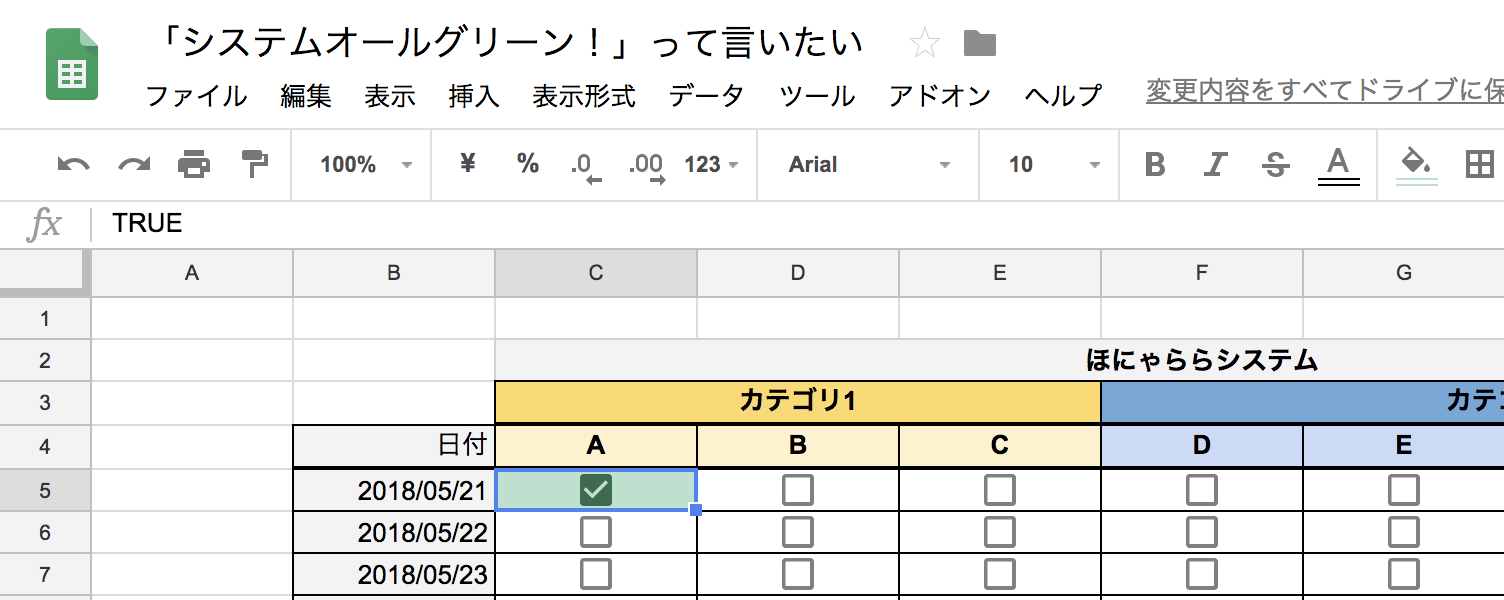 「システムオールグリーン！」って言いたい
ファイル 編集 表示 挿入 表示形式 データ ツール アドオン ヘルプ 変更内容をすべてドライブに保
100% ¥ % .0 .00 123 Arial 10 B I S A
fx TRUE
A B C D E F G
1
2 ほにゃららシステム
3 カテゴリ1 カテゴ
4 日付 A B C D E
5 2018/05/21
6 2018/05/22
7 2018/05/23